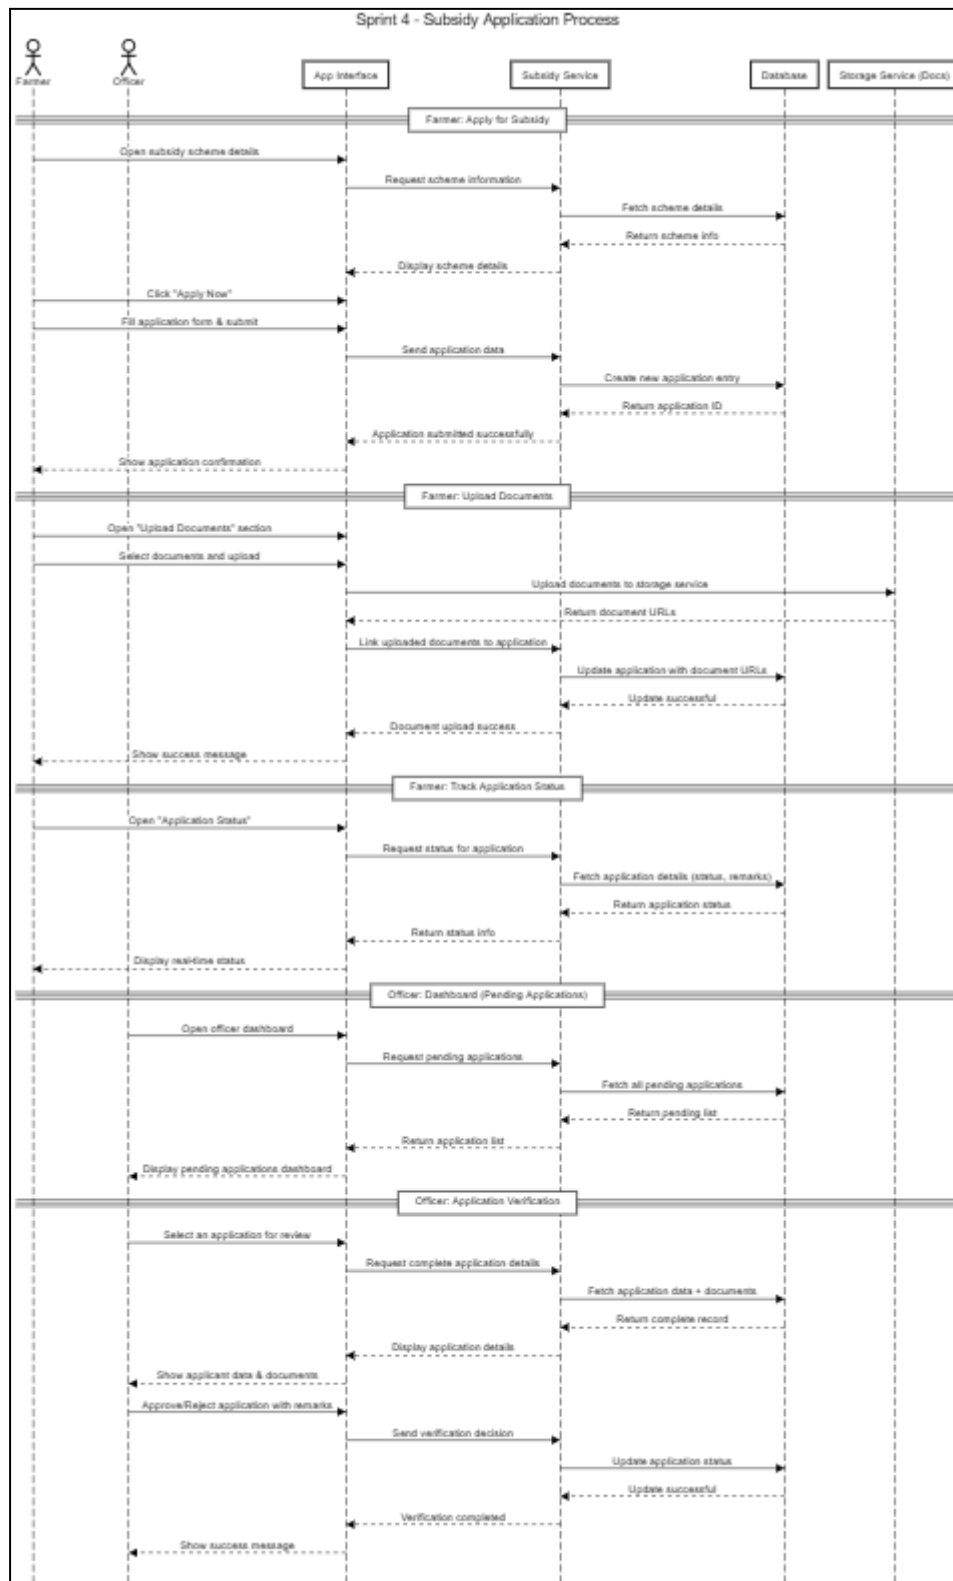 Sprint 4 - Subsidy Application Process
Farmer
Officer
App Interface
Subsidy Service
Database
Storage Service (Docs)
Farmer: Apply for Subsidy
Open subsidy scheme details
Request scheme information
Fetch scheme details
Return scheme info
Display scheme details
Click "Apply Now"
Fill application form & submit
Send application data
Create new application entry
Return application ID
Application submitted successfully
Show application confirmation
Farmer: Upload Documents
Open "Upload Documents" section
Select documents and upload
Upload documents to storage service
Return document URLs
Link uploaded documents to application
Update application with document URLs
Update successful
Document upload success
Show success message
Farmer: Track Application Status
Open "Application Status"
Request status for application
Fetch application details (status, remarks)
Return application status
Return status info
Display real-time status
Officer: Dashboard (Pending Applications)
Open officer dashboard
Request pending applications
Fetch all pending applications
Return pending list
Return application list
Display pending applications dashboard
Officer: Application Verification
Select an application for review
Request complete application details
Fetch application data + documents
Return complete record
Display application details
Show applicant data & documents
Approve/Reject application with remarks
Send verification decision
Update application status
Update successful
Verification completed
Show success message